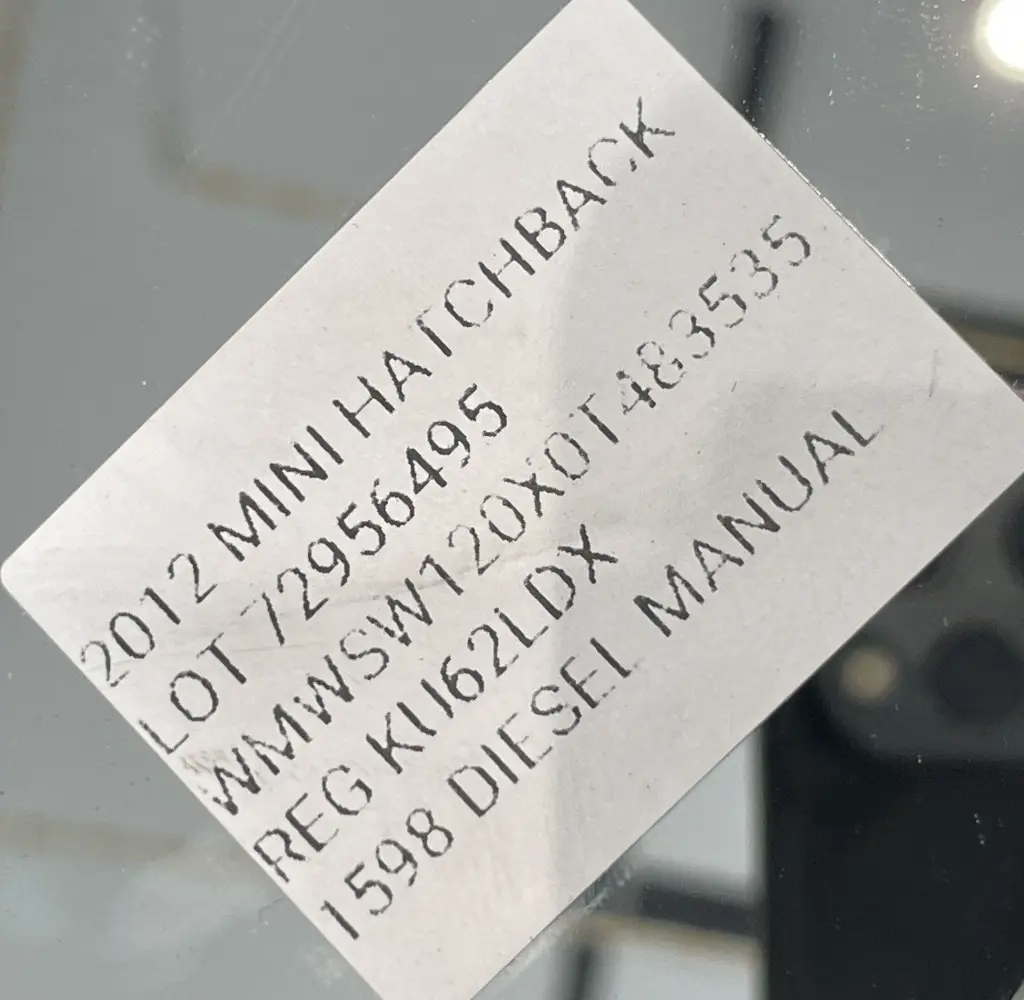 2012 MINI HATCHBACK
LOT 72956495
WMWSW120X0T483535
REG KU62LDX
1598 DIESEL MANUAL